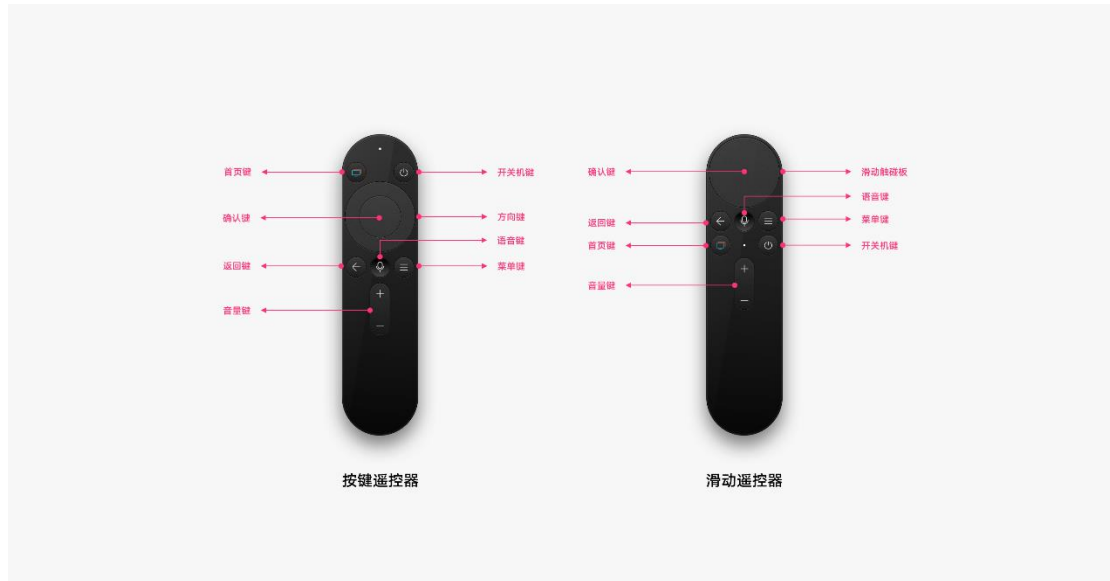 首页键
开关机键
确认键
方向键
语音键
返回键
菜单键
音量键
按键遥控器
确认键
滑动触碰板
语音键
返回键
菜单键
首页键
开关机键
音量键
滑动遥控器